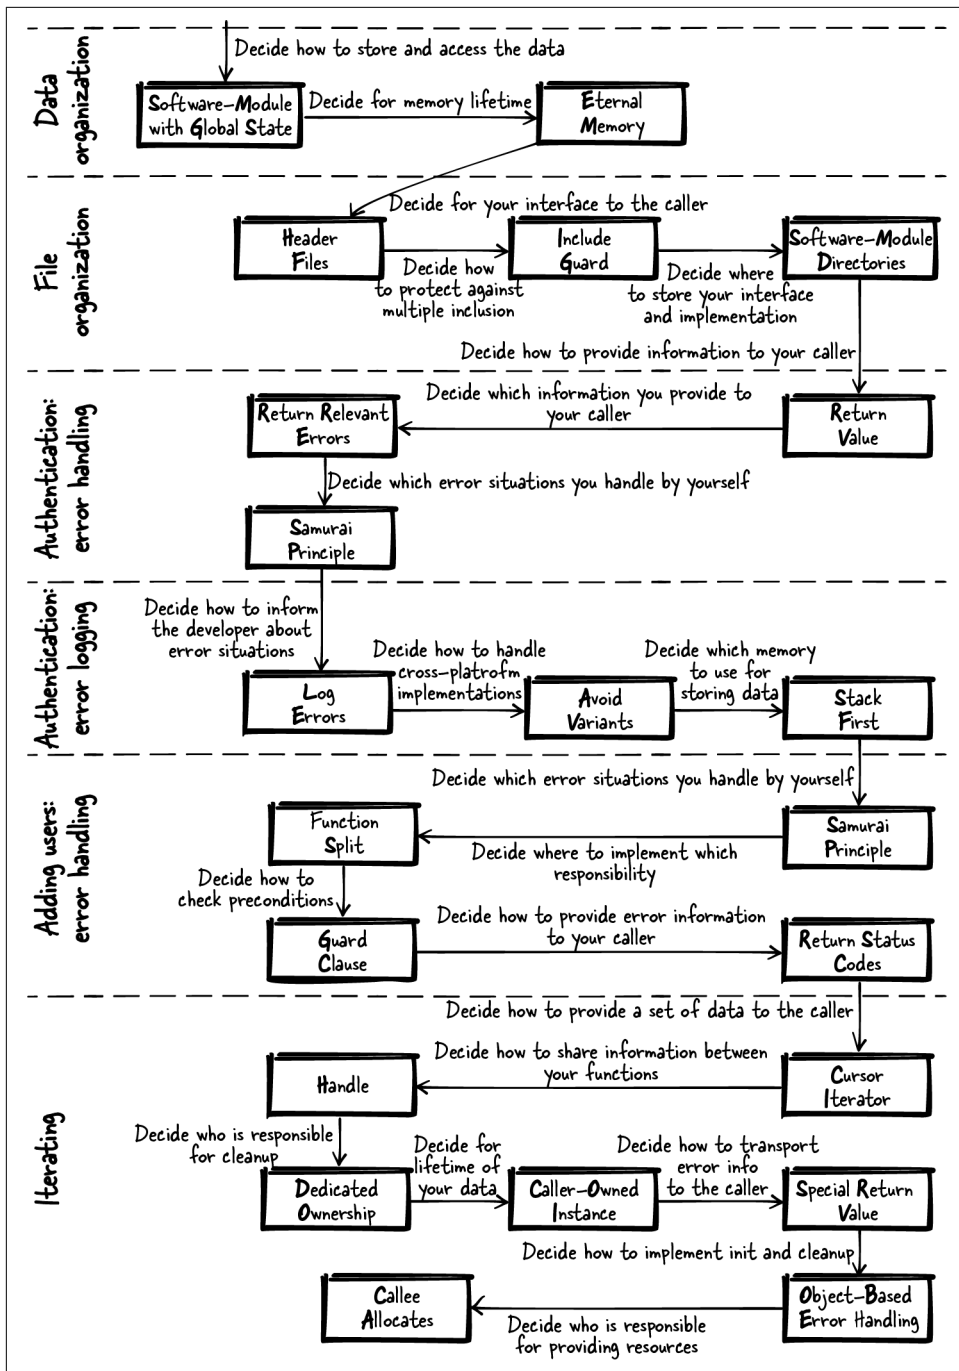 Data
organization
Decide how to store and access the data
Software-Module
with Global State
Decide for memory lifetime
Eternal
Memory
File
organization
Decide for your interface to the caller
Header
Files
Decide how
to protect against
multiple inclusion
Include
Guard
Decide where
to store your interface
and implementation
Software-Module
Directories
Decide how to provide information to your caller
Authentication:
error handling
Return Relevant
Errors
Decide which information you provide to
your caller
Return
Value
Decide which error situations you handle by yourself
Samurai
Principle
Authentication:
error logging
Decide how to inform
the developer about
error situations
Log
Errors
Decide how to handle
cross-platrofm
implementations
Avoid
Variants
Decide which memory
to use for
storing data
Stack
First
Adding users:
error handling
Decide which error situations you handle by yourself
Function
Split
Decide where to implement which
responsibility
Samurai
Principle
Decide how to
check preconditions
Guard
Clause
Decide how to provide error information
to your caller
Return Status
Codes
Iterating
Decide how to provide a set of data to the caller
Handle
Decide how to share information between
your functions
Cursor
Iterator
Decide who is responsible
for cleanup
Dedicated
Ownership
Decide for
lifetime of
your data
Caller-Owned
Instance
Decide how to transport
error info
to the caller
Special Return
Value
Decide how to implement init and cleanup
Callee
Allocates
Decide who is responsible
for providing resources
Object-Based
Error Handling